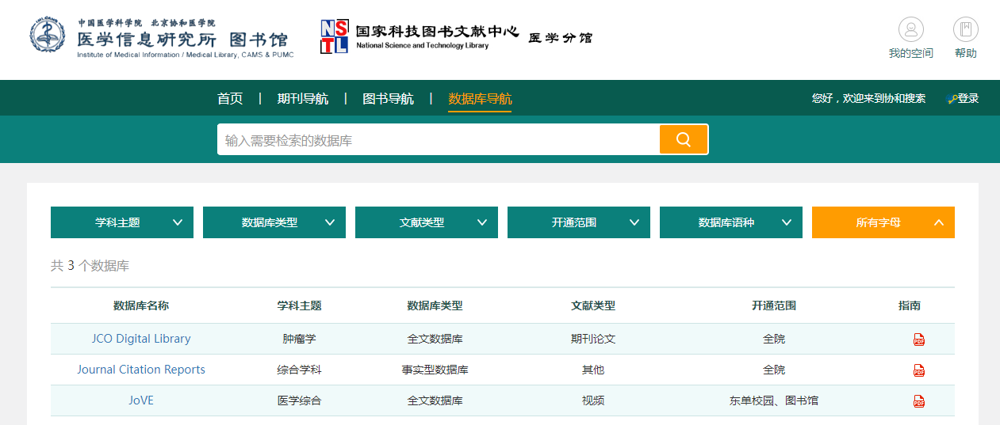 中国医学科学院 北京协和医学院
医学信息研究所 图书馆
Institute of Medical Information / Medical Library, CAMS & PUMC
NSTL
国家科技图书文献中心 医学分馆
National Science and Technology Library
我的空间 帮助
首页 | 期刊导航 | 图书导航 | 数据库导航 您好，欢迎来到协和搜索 登录
输入需要检索的数据库
学科主题 数据库类型 文献类型 开通范围 数据库语种 所有字母
共 3 个数据库
数据库名称 学科主题 数据库类型 文献类型 开通范围 指南
JCO Digital Library 肿瘤学 全文数据库 期刊论文 全院 PDF
Journal Citation Reports 综合学科 事实型数据库 其他 全院 PDF
JoVE 医学综合 全文数据库 视频 东单校园、图书馆 PDF